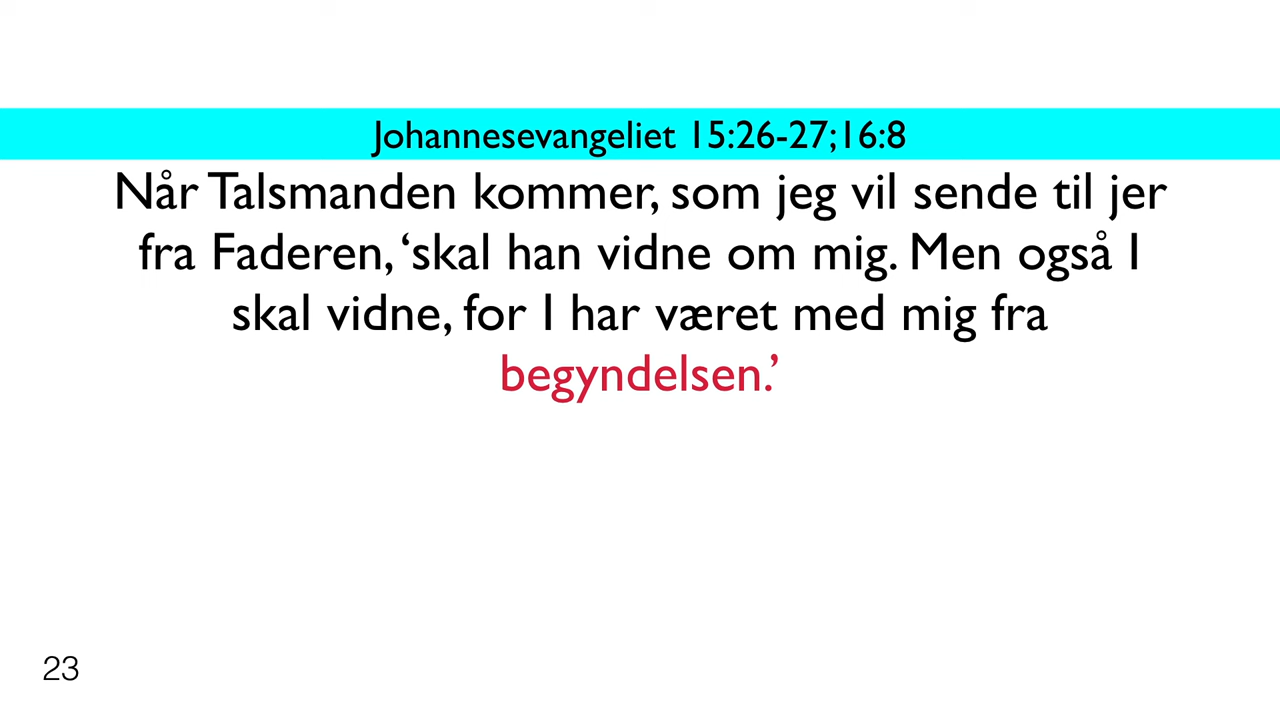 Johannesevangeliet 15:26-27;16:8
Når Talsmanden kommer, som jeg vil sende til jer
fra Faderen, ‘skal han vidne om mig. Men også I
skal vidne, for I har været med mig fra
begyndelsen.’
23